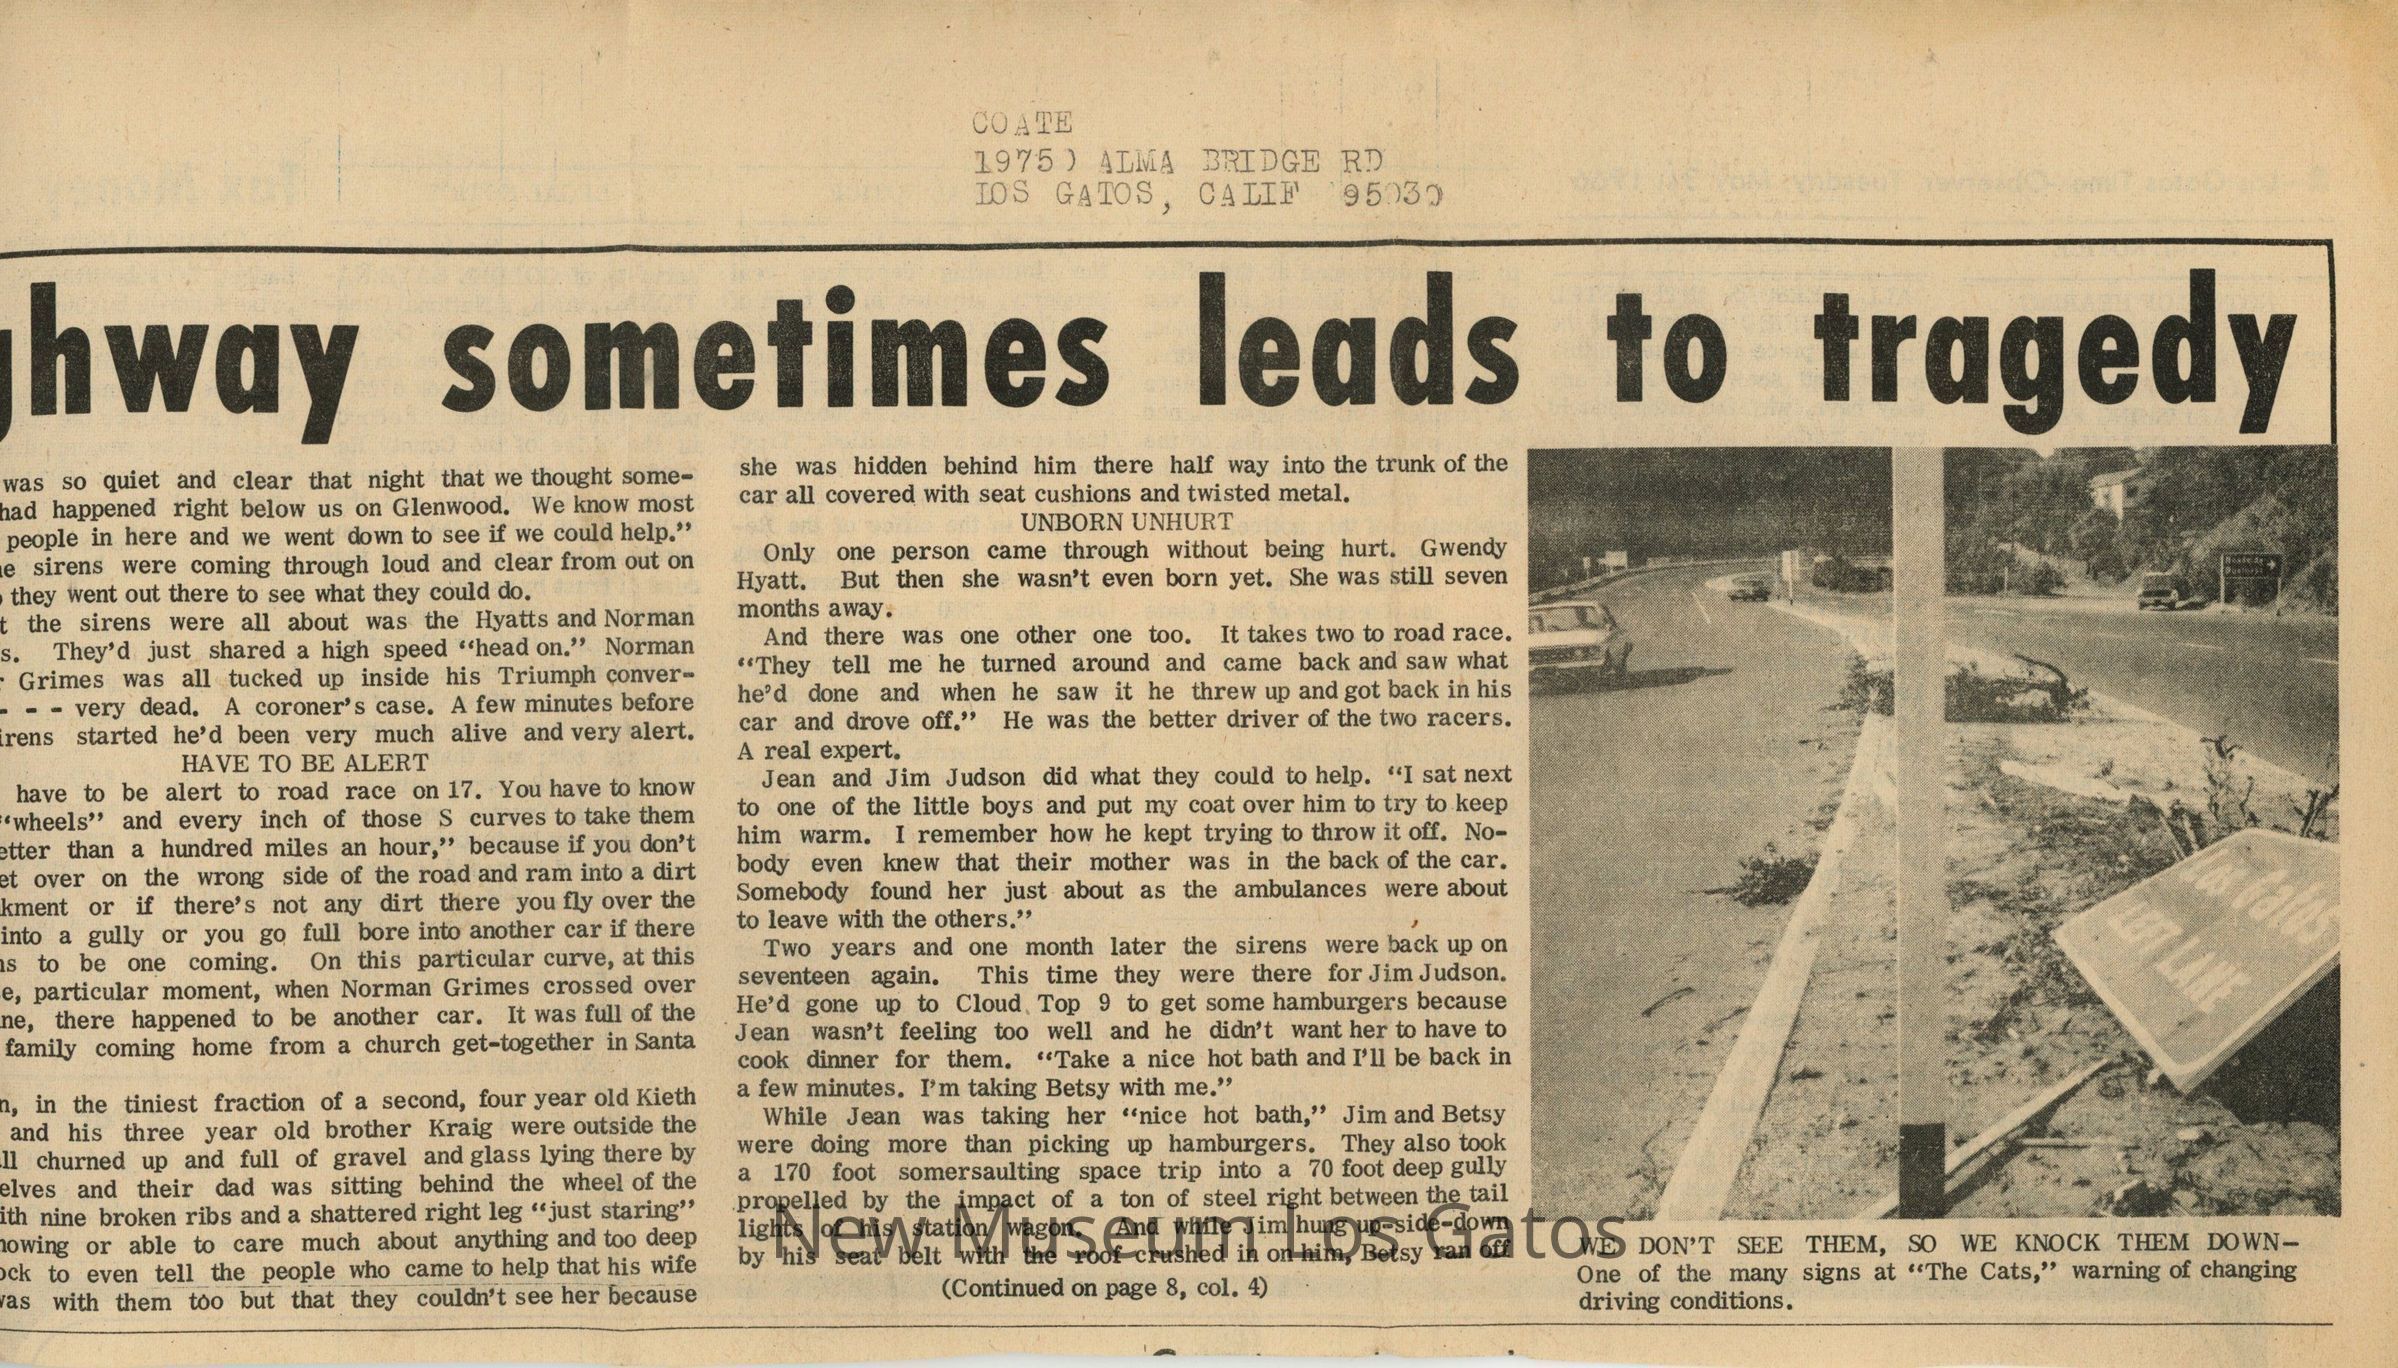 COATE
1975) ALMA BRIDGE RD
LOS GATOS, CALIF 95030
ghway sometimes leads to tragedy
was so quiet and clear that night that we thought some-
had happened right below us on Glenwood. We know most
people in here and we went down to see if we could help.”
sirens were coming through loud and clear from out on
they went out there to see what they could do.
the sirens were all about was the Hyatts and Norman
They’d just shared a high speed “head on.” Norman
Grimes was all tucked up inside his Triumph conver-
- - - very dead. A coroner’s case. A few minutes before
irens started he’d been very much alive and very alert.
HAVE TO BE ALERT
have to be alert to road race on 17. You have to know
“wheels” and every inch of those S curves to take them
etter than a hundred miles an hour,” because if you don’t
et over on the wrong side of the road and ram into a dirt
kment or if there’s not any dirt there you fly over the
into a gully or you go full bore into another car if there
ns to be one coming. On this particular curve, at this
e, particular moment, when Norman Grimes crossed over
ne, there happened to be another car. It was full of the
family coming home from a church get-together in Santa
n, in the tiniest fraction of a second, four year old Kieth
and his three year old brother Kraig were outside the
ll churned up and full of gravel and glass lying there by
elves and their dad was sitting behind the wheel of the
ith nine broken ribs and a shattered right leg “just staring”
nowing or able to care much about anything and too deep
ock to even tell the people who came to help that his wife
was with them too but that they couldn’t see her because
she was hidden behind him there half way into the trunk of the
car all covered with seat cushions and twisted metal.
UNBORN UNHURT
Only one person came through without being hurt. Gwendy
Hyatt. But then she wasn’t even born yet. She was still seven
months away.
And there was one other one too. It takes two to road race.
“They tell me he turned around and came back and saw what
he’d done and when he saw it he threw up and got back in his
car and drove off.” He was the better driver of the two racers.
A real expert.
Jean and Jim Judson did what they could to help. “I sat next
to one of the little boys and put my coat over him to try to keep
him warm. I remember how he kept trying to throw it off. No-
body even knew that their mother was in the back of the car.
Somebody found her just about as the ambulances were about
to leave with the others.”
Two years and one month later the sirens were back up on
seventeen again. This time they were there for Jim Judson.
He’d gone up to Cloud Top 9 to get some hamburgers because
Jean wasn’t feeling too well and he didn’t want her to have to
cook dinner for them. “Take a nice hot bath and I’ll be back in
a few minutes. I’m taking Betsy with me.”
While Jean was taking her “nice hot bath,” Jim and Betsy
were doing more than picking up hamburgers. They also took
a 170 foot somersaulting space trip into a 70 foot deep gully
propelled by the impact of a ton of steel right between the tail
lights of his station wagon. And while Jim hung up-side-down
by his seat belt with the roof crushed in on him, Betsy ran off
(Continued on page 8, col. 4)
LEFT LANE
WE DON’T SEE THEM, SO WE KNOCK THEM DOWN—
One of the many signs at “The Cats,” warning of changing
driving conditions.
New Museum Los Gatos